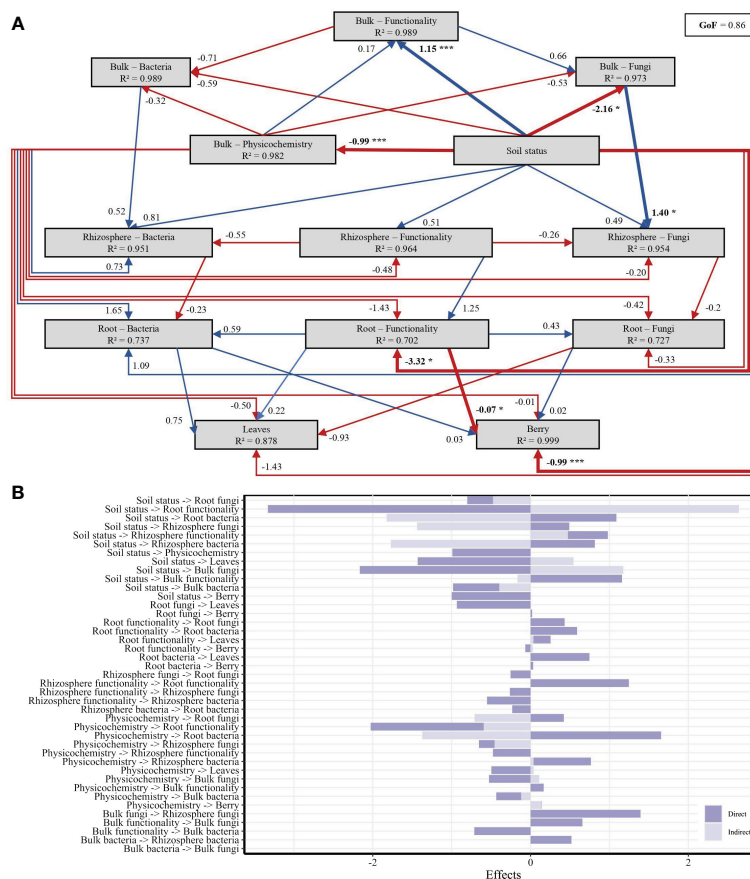 A
GoF = 0.86
Bulk – Functionality
R² = 0.989
-0.71
0.17
1.15 ***
0.66
Bulk – Bacteria
R² = 0.989
-0.59
Bulk – Fungi
R² = 0.973
-0.32
-0.53
-2.16 *
Bulk – Physicochemistry
R² = 0.982
-0.99 ***
Soil status
0.52
0.81
0.51
0.49
1.40 *
Rhizosphere – Bacteria
R² = 0.951
-0.55
Rhizosphere – Functionality
R² = 0.964
-0.26
Rhizosphere – Fungi
R² = 0.954
0.73
-0.48
-0.20
1.65
-0.23
-1.43
1.25
-0.42
-0.2
Root – Bacteria
R² = 0.737
0.59
Root – Functionality
R² = 0.702
0.43
Root – Fungi
R² = 0.727
1.09
-3.32 *
-0.33
-0.50
0.22
-0.07 *
-0.01
0.02
0.75
Leaves
R² = 0.878
-0.93
0.03
Berry
R² = 0.999
-1.43
-0.99 ***
B
Soil status -> Root fungi
Soil status -> Root functionality
Soil status -> Root bacteria
Soil status -> Rhizosphere fungi
Soil status -> Rhizosphere functionality
Soil status -> Rhizosphere bacteria
Soil status -> Physicochemistry
Soil status -> Leaves
Soil status -> Bulk fungi
Soil status -> Bulk functionality
Soil status -> Bulk bacteria
Soil status -> Berry
Root fungi -> Leaves
Root fungi -> Berry
Root functionality -> Root fungi
Root functionality -> Root bacteria
Root functionality -> Leaves
Root functionality -> Berry
Root bacteria -> Leaves
Root bacteria -> Berry
Rhizosphere fungi -> Root fungi
Rhizosphere functionality -> Root functionality
Rhizosphere functionality -> Rhizosphere fungi
Rhizosphere functionality -> Rhizosphere bacteria
Rhizosphere bacteria -> Root bacteria
Physicochemistry -> Root fungi
Physicochemistry -> Root functionality
Physicochemistry -> Root bacteria
Physicochemistry -> Rhizosphere fungi
Physicochemistry -> Rhizosphere functionality
Physicochemistry -> Rhizosphere bacteria
Physicochemistry -> Leaves
Physicochemistry -> Bulk fungi
Physicochemistry -> Bulk functionality
Physicochemistry -> Bulk bacteria
Physicochemistry -> Berry
Bulk fungi -> Rhizosphere fungi
Bulk functionality -> Bulk fungi
Bulk functionality -> Bulk bacteria
Bulk bacteria -> Rhizosphere bacteria
Bulk bacteria -> Bulk fungi
Direct
Indirect
-2
0
2
Effects